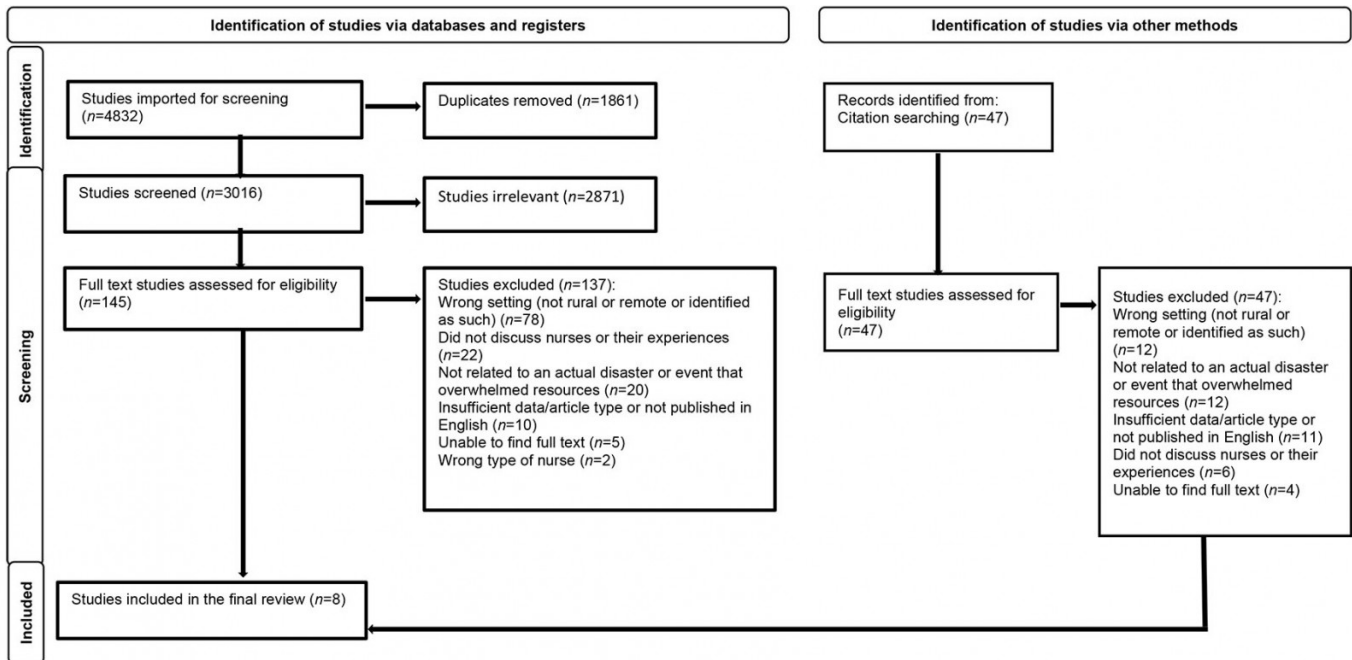 Identification of studies via databases and registers
Identification of studies via other methods
Identification
Studies imported for screening
(n=4832)
Duplicates removed (n=1861)
Records identified from:
Citation searching (n=47)
Screening
Studies screened (n=3016)
Studies irrelevant (n=2871)
Full text studies assessed for eligibility
(n=145)
Studies excluded (n=137):
Wrong setting (not rural or remote or identified
as such) (n=78)
Did not discuss nurses or their experiences
(n=22)
Not related to an actual disaster or event that
overwhelmed resources (n=20)
Insufficient data/article type or not published in
English (n=10)
Unable to find full text (n=5)
Wrong type of nurse (n=2)
Full text studies assessed for
eligibility
(n=47)
Studies excluded (n=47):
Wrong setting (not rural or
remote or identified as such)
(n=12)
Not related to an actual disaster
or event that overwhelmed
resources (n=12)
Insufficient data/article type or
not published in English (n=11)
Did not discuss nurses or their
experiences (n=6)
Unable to find full text (n=4)
Included
Studies included in the final review (n=8)